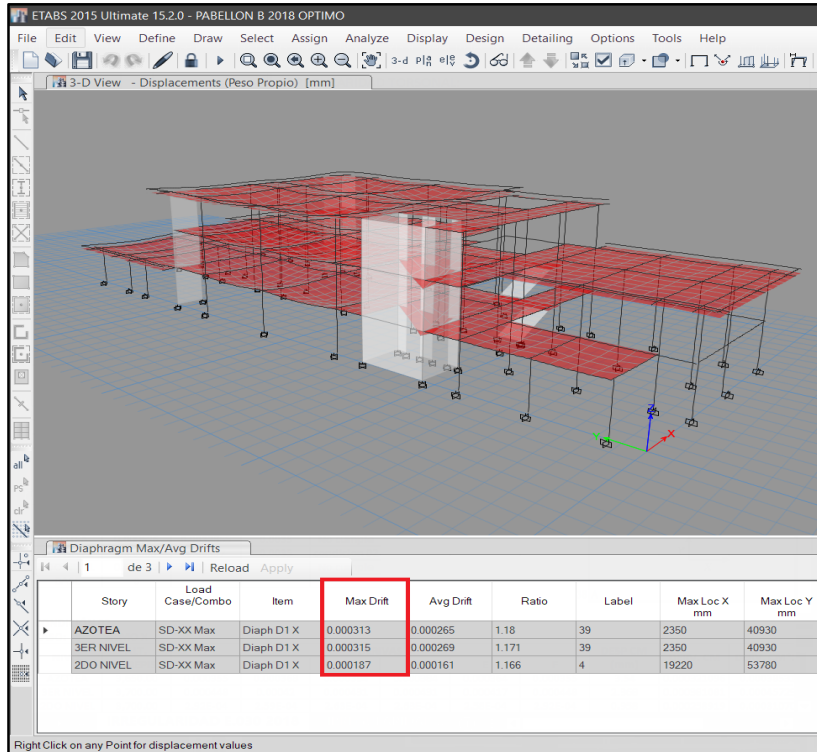 ETABS 2015 Ultimate 15.2.0 - PABELLON B 2018 OPTIMO
File Edit View Define Draw Select Assign Analyze Display Design Detailing Options Tools Help
3-d
3-D View - Displacements (Peso Propio) [mm]
all
ps
clr
Z
X
Diaphragm Max/Avg Drifts
1 de 3 Reload Apply
Story Load Case/Combo Item Max Drift Avg Drift Ratio Label Max Loc X mm Max Loc Y mm
AZOTEA SD-XX Max Diaph D1 X 0.000313 0.000265 1.18 39 2350 40930
3ER NIVEL SD-XX Max Diaph D1 X 0.000315 0.000269 1.171 39 2350 40930
2DO NIVEL SD-XX Max Diaph D1 X 0.000187 0.000161 1.166 4 19220 53780
Right Click on any Point for displacement values